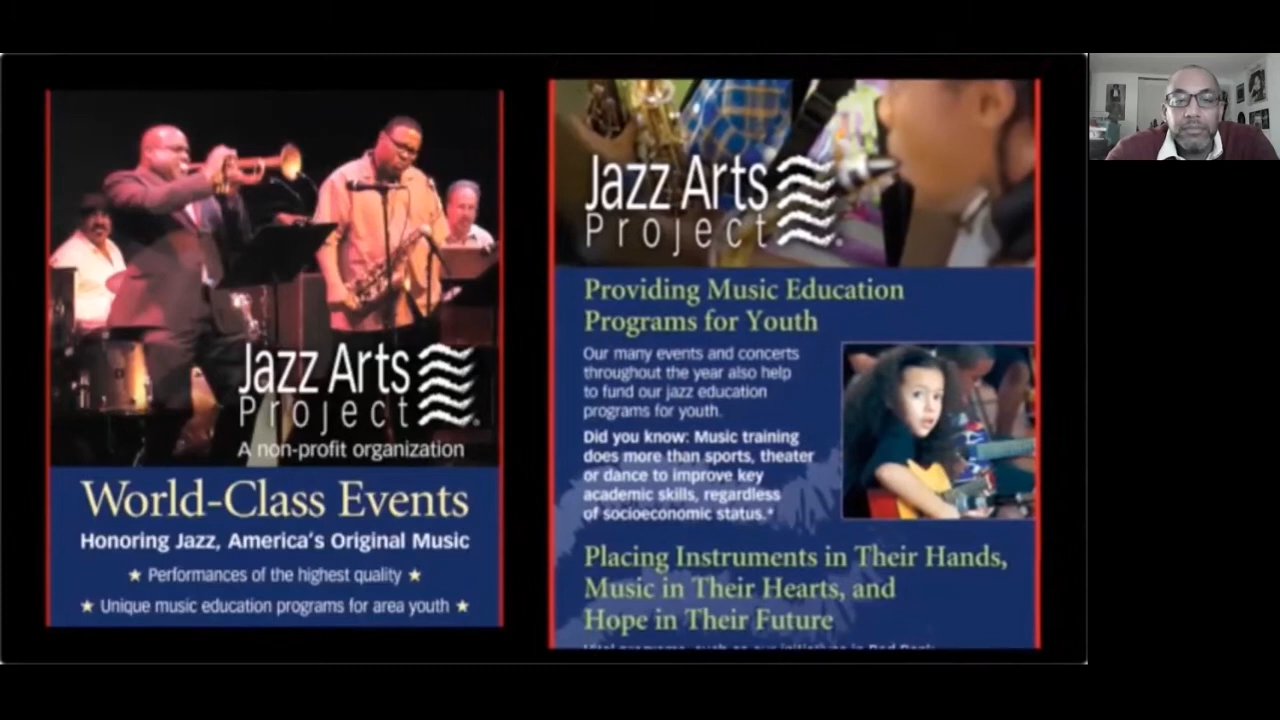 Jazz Arts
Project
A non-profit organization
World-Class Events
Honoring Jazz, America's Original Music
★ Performances of the highest quality ★
★ Unique music education programs for area youth ★
Jazz Arts
Project
Providing Music Education
Programs for Youth
Our many events and concerts
throughout the year also help
to fund our jazz education
programs for youth.
Did you know: Music training
does more than sports, theater
or dance to improve key
academic skills, regardless
of socioeconomic status.*
Placing Instruments in Their Hands,
Music in Their Hearts, and
Hope in Their Future